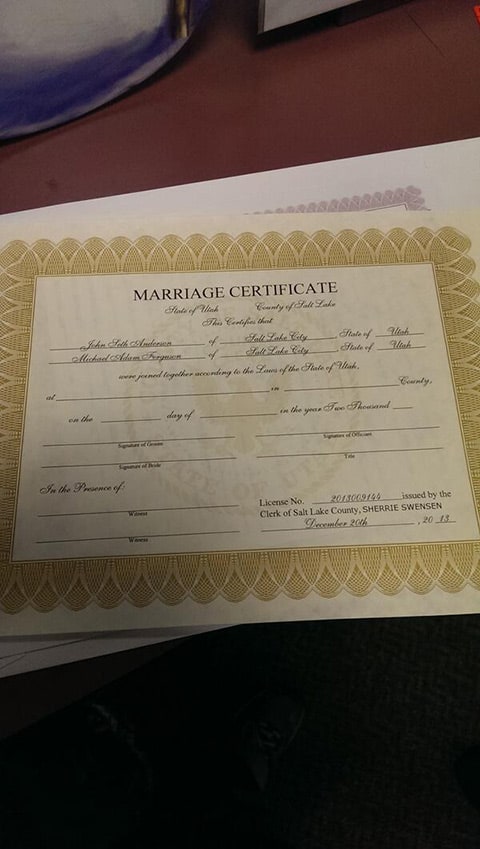 MARRIAGE CERTIFICATE
State of Utah County of Salt Lake
This Certifies that
John Seth Anderson of Salt Lake City, State of Utah
Michael Adam Ferguson of Salt Lake City, State of Utah
were joined together according to the Laws of the State of Utah,
at in County,
on the day of in the year Two Thousand
Signature of Groom Signature of Officiant
Signature of Bride Title
In the Presence of:
Witness
Witness
License No. 2013009144 issued by the
Clerk of Salt Lake County, SHERRIE SWENSEN
December 20th, 20 13.